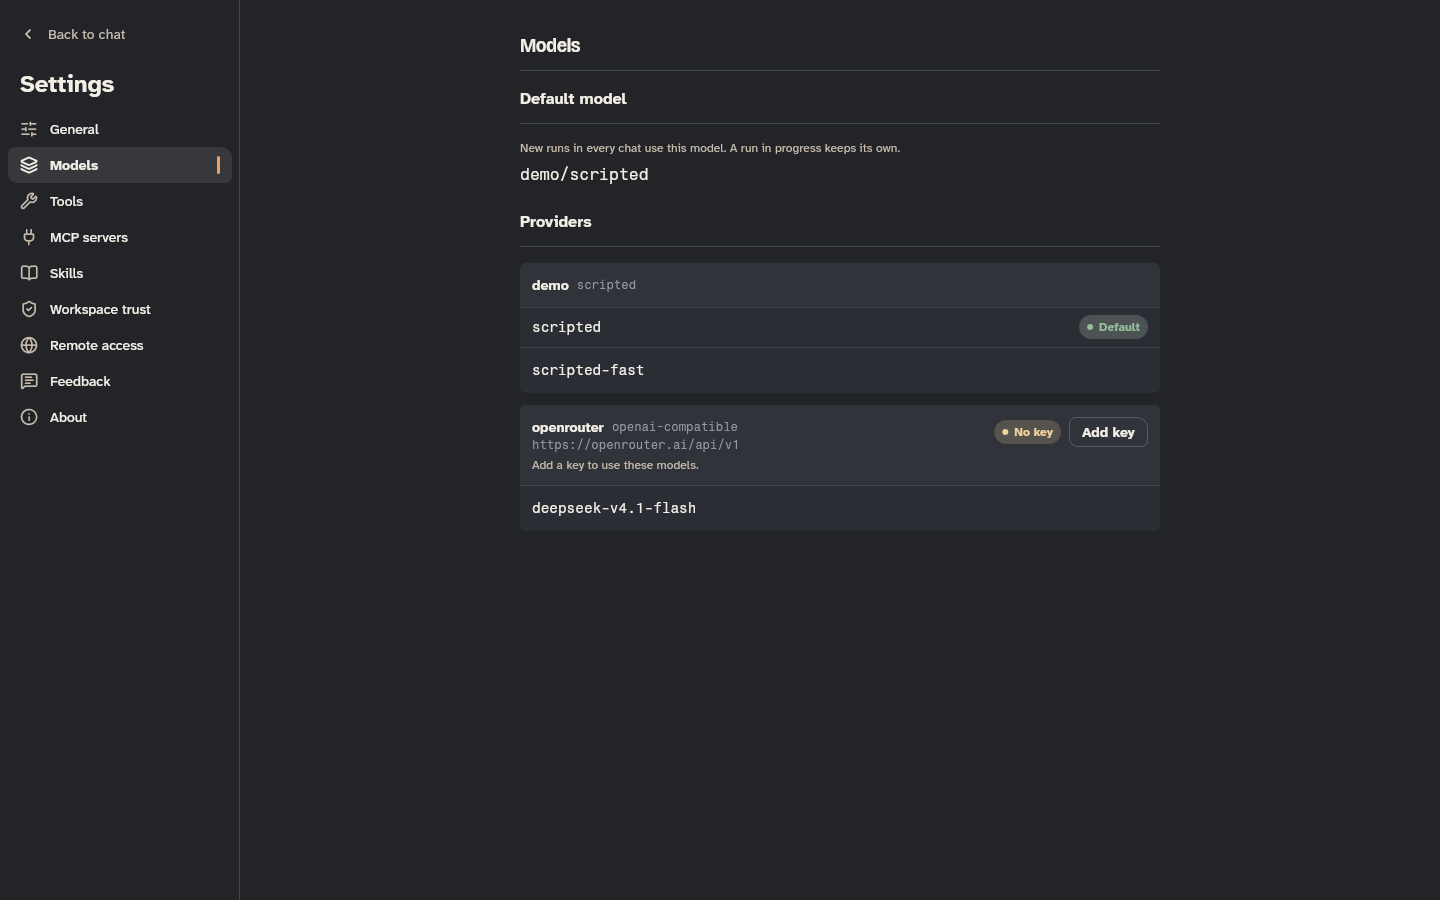 Back to chat
Settings
General
Models
Tools
MCP servers
Skills
Workspace trust
Remote access
Feedback
About
Models
Default model
New runs in every chat use this model. A run in progress keeps its own.
demo/scripted
Providers
demo scripted
scripted Default
scripted-fast
openrouter openai-compatible No key Add key
https://openrouter.ai/api/v1
Add a key to use these models.
deepseek-v4.1-flash